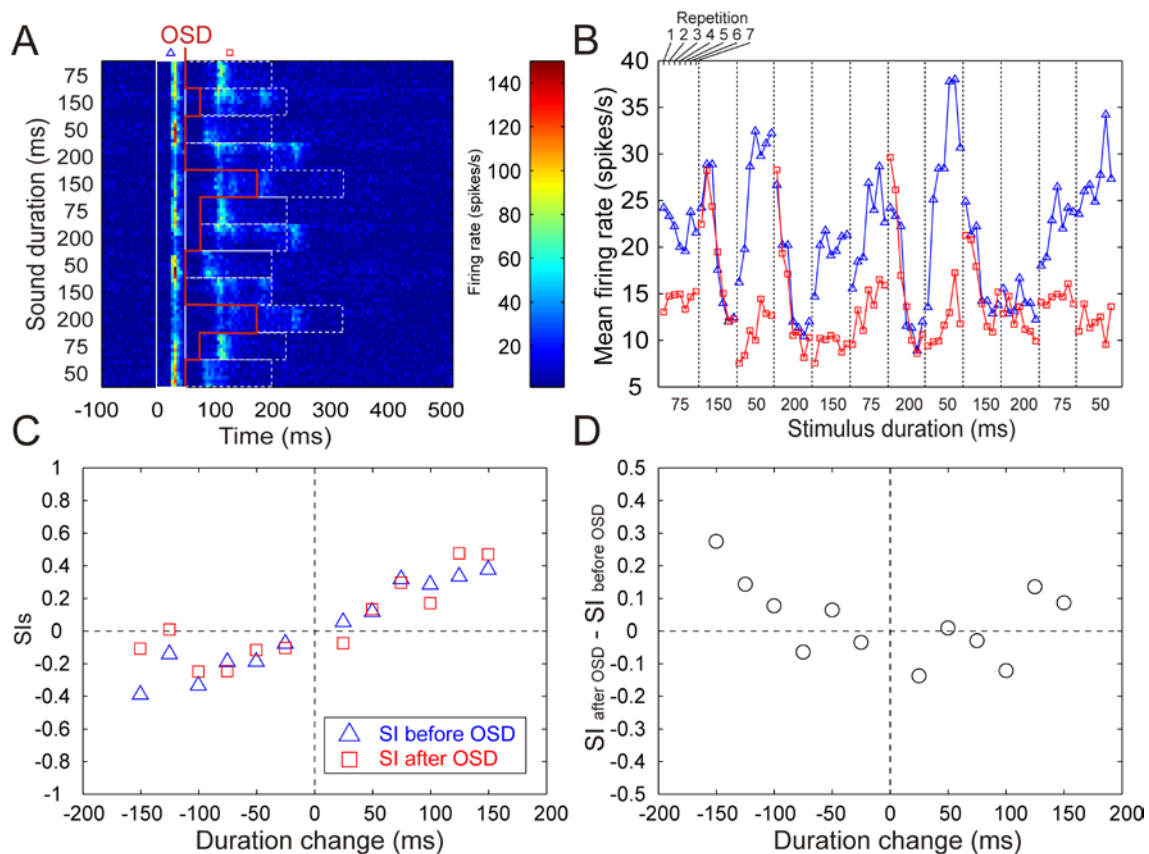 A
OSD
Sound duration (ms)
75
150
50
200
150
75
200
50
150
200
75
50
-100 0 100 200 300 400 500
Time (ms)
140
120
100
80
60
40
20
Firing rate (spikes/s)
B
Repetition
1 2 3 4 5 6 7
Mean firing rate (spikes/s)
40
35
30
25
20
15
10
5
75 150 50 200 150 75 200 50 150 200 75 50
Stimulus duration (ms)
C
SIs
1
0.8
0.6
0.4
0.2
0
-0.2
-0.4
-0.6
-0.8
-1
SI before OSD
SI after OSD
-200 -150 -100 -50 0 50 100 150 200
Duration change (ms)
D
SI after OSD - SI before OSD
0.5
0.4
0.3
0.2
0.1
0
-0.1
-0.2
-0.3
-0.4
-0.5
-200 -150 -100 -50 0 50 100 150 200
Duration change (ms)